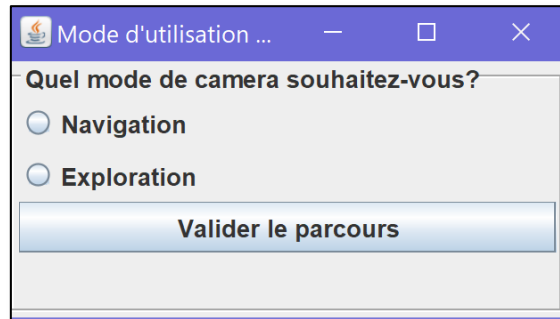 Mode d'utilisation ...
Quel mode de camera souhaitez-vous?
Navigation
Exploration
Valider le parcours